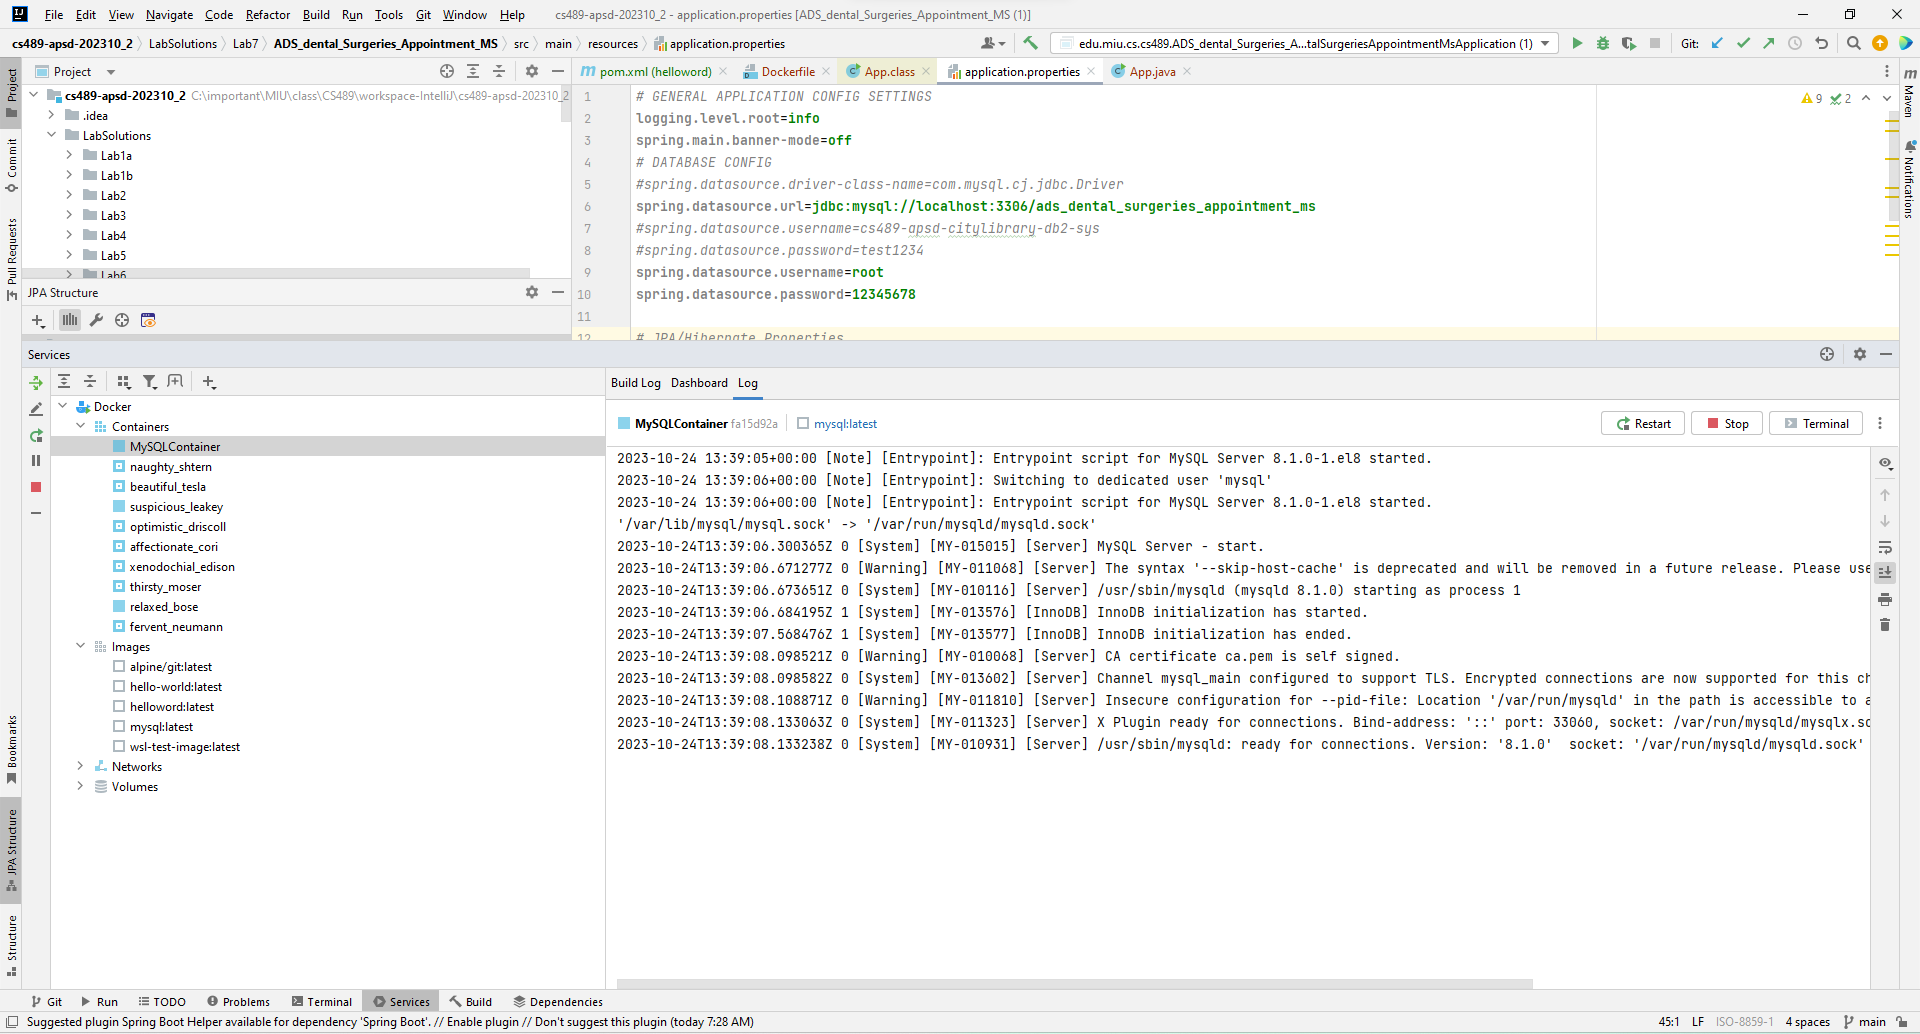 File Edit View Navigate Code Refactor Build Run Tools Git Window Help cs489-apsd-202310_2 - application.properties [ADS_dental_Surgeries_Appointment_MS (1)]
cs489-apsd-202310_2 LabSolutions Lab7 ADS_dental_Surgeries_Appointment_MS src main resources application.properties edu.miu.cs.cs489.ADS_dental_Surgeries_A...talSurgeriesAppointmentMsApplication (1) Git:
Project
Commit
Pull Requests
Bookmarks
JPA Structure
Structure
Project
cs489-apsd-202310_2 C:\important\MIU\class\CS489\workspace-IntelliJ\cs489-apsd-202310_2
.idea
LabSolutions
Lab1a
Lab1b
Lab2
Lab3
Lab4
Lab5
Lab6
JPA Structure
pom.xml (helloword) Dockerfile App.class application.properties App.java
1 # GENERAL APPLICATION CONFIG SETTINGS
2 logging.level.root=info
3 spring.main.banner-mode=off
4 # DATABASE CONFIG
5 #spring.datasource.driver-class-name=com.mysql.cj.jdbc.Driver
6 spring.datasource.url=jdbc:mysql://localhost:3306/ads_dental_surgeries_appointment_ms
7 #spring.datasource.username=cs489-apsd-citylibrary-db2-sys
8 #spring.datasource.password=test1234
9 spring.datasource.username=root
10 spring.datasource.password=12345678
11
12 # JPA/Hibernate Properties
9 2
Maven
Notifications
Services
Docker
Containers
MySQLContainer
naughty_shtern
beautiful_tesla
suspicious_leakey
optimistic_driscoll
affectionate_cori
xenodochial_edison
thirsty_moser
relaxed_bose
fervent_neumann
Images
alpine/git:latest
hello-world:latest
helloword:latest
mysql:latest
wsl-test-image:latest
Networks
Volumes
Build Log Dashboard Log
MySQLContainer fa15d92a mysql:latest Restart Stop Terminal
2023-10-24 13:39:05+00:00 [Note] [Entrypoint]: Entrypoint script for MySQL Server 8.1.0-1.el8 started.
2023-10-24 13:39:06+00:00 [Note] [Entrypoint]: Switching to dedicated user 'mysql'
2023-10-24 13:39:06+00:00 [Note] [Entrypoint]: Entrypoint script for MySQL Server 8.1.0-1.el8 started.
'/var/lib/mysql/mysql.sock' -> '/var/run/mysqld/mysqld.sock'
2023-10-24T13:39:06.300365Z 0 [System] [MY-015015] [Server] MySQL Server - start.
2023-10-24T13:39:06.671277Z 0 [Warning] [MY-011068] [Server] The syntax '--skip-host-cache' is deprecated and will be removed in a future release. Please use
2023-10-24T13:39:06.673651Z 0 [System] [MY-010116] [Server] /usr/sbin/mysqld (mysqld 8.1.0) starting as process 1
2023-10-24T13:39:06.684195Z 1 [System] [MY-013576] [InnoDB] InnoDB initialization has started.
2023-10-24T13:39:07.568476Z 1 [System] [MY-013577] [InnoDB] InnoDB initialization has ended.
2023-10-24T13:39:08.098521Z 0 [Warning] [MY-010068] [Server] CA certificate ca.pem is self signed.
2023-10-24T13:39:08.098582Z 0 [System] [MY-013602] [Server] Channel mysql_main configured to support TLS. Encrypted connections are now supported for this ch
2023-10-24T13:39:08.108871Z 0 [Warning] [MY-011810] [Server] Insecure configuration for --pid-file: Location '/var/run/mysqld' in the path is accessible to a
2023-10-24T13:39:08.133063Z 0 [System] [MY-011323] [Server] X Plugin ready for connections. Bind-address: '::' port: 33060, socket: /var/run/mysqld/mysqlx.so
2023-10-24T13:39:08.133238Z 0 [System] [MY-010931] [Server] /usr/sbin/mysqld: ready for connections. Version: '8.1.0'  socket: '/var/run/mysqld/mysqld.sock'
Git Run TODO Problems Terminal Services Build Dependencies
Suggested plugin Spring Boot Helper available for dependency 'Spring Boot'. // Enable plugin // Don't suggest this plugin (today 7:28 AM) 45:1 LF ISO-8859-1 4 spaces main